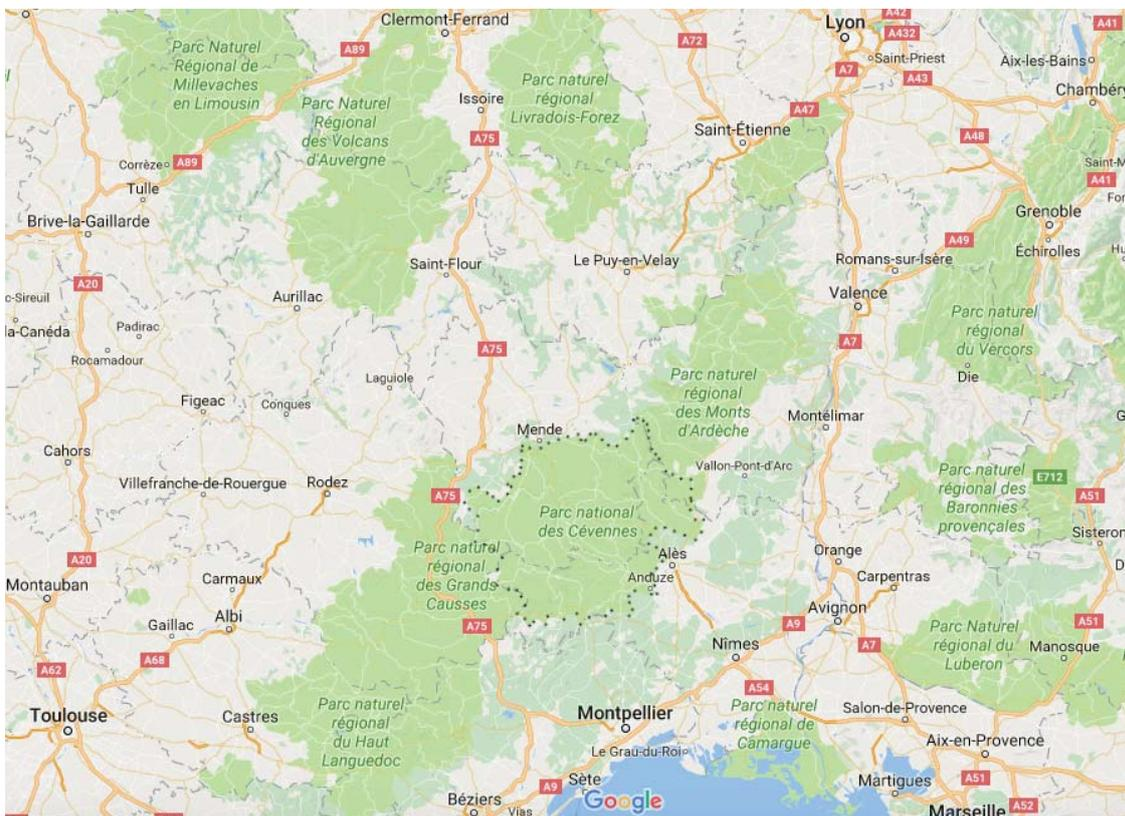 Clermont-Ferrand
Lyon
A42
A41
A432
A72
Parc Naturel
Régional de
Millevaches
en Limousin
A89
Saint-Priest
Aix-les-Bains
A7
A43
Parc naturel
régional
Livradois-Forez
Issoire
Chambéry
Parc Naturel
Régional
des Volcans
d'Auvergne
A47
A75
Saint-Étienne
A48
Corrèze
A89
Saint-M
A41
Tulle
For
Brive-la-Gaillarde
Grenoble
A49
Échirolles
Hu
Saint-Flour
Le Puy-en-Velay
Romans-sur-Isère
A20
c-Sireuil
Aurillac
Valence
la-Canéda
Padirac
Parc naturel
régional
du Vercors
A7
A75
Rocamadour
Laguiole
Parc naturel
régional
des Monts
d'Ardèche
Die
Figeac
Conques
Montélimar
G
Mende
Cahors
Vallon-Pont-d'Arc
Villefranche-de-Rouergue
Rodez
Parc naturel
régional des
Baronnies
provençales
E712
A75
A51
Parc national
des Cévennes
Sisteron
A20
Parc naturel
régional
des Grands
Causses
Alès
Orange
D
Montauban
Carmaux
Anduze
Carpentras
Albi
Avignon
Gaillac
A75
A9
A51
Parc Naturel
régional du
Luberon
A7
Nîmes
Manosque
A68
A62
A54
Parc naturel
régional
du Haut
Languedoc
Parc naturel
régional de
Camargue
Salon-de-Provence
Toulouse
Castres
Montpellier
Le Grau-du-Roi
Aix-en-Provence
A9
Sète
Martigues
A51
Google
Béziers
Vias
Marseille
A52